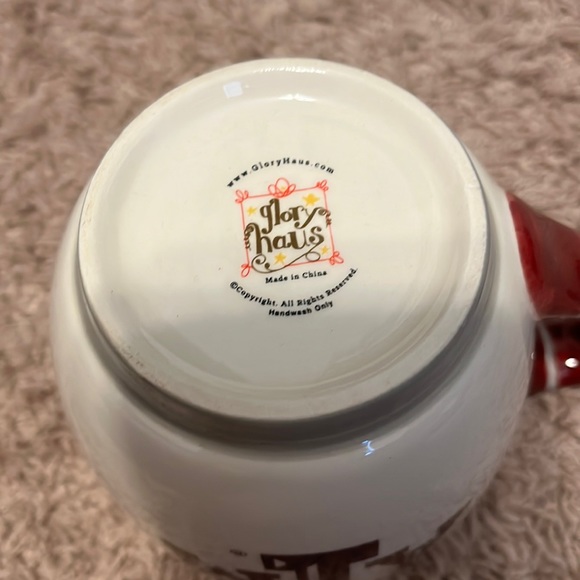 www.GloryHaus.com
glory
haus
Made in China
©Copyright. All Rights Reserved.
Handwash Only